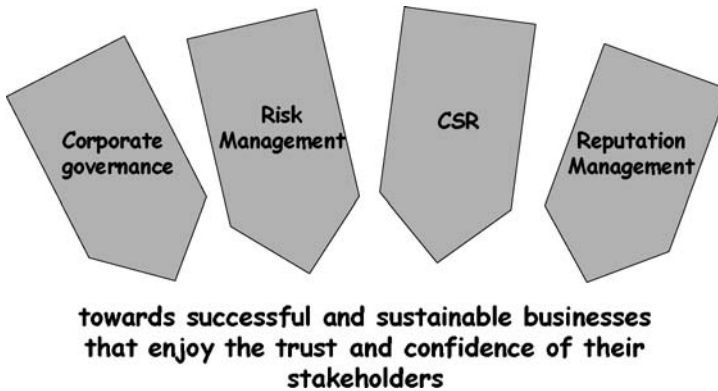 Corporate
governance
Risk
Management
CSR
Reputation
Management
towards successful and sustainable businesses
that enjoy the trust and confidence of their
stakeholders